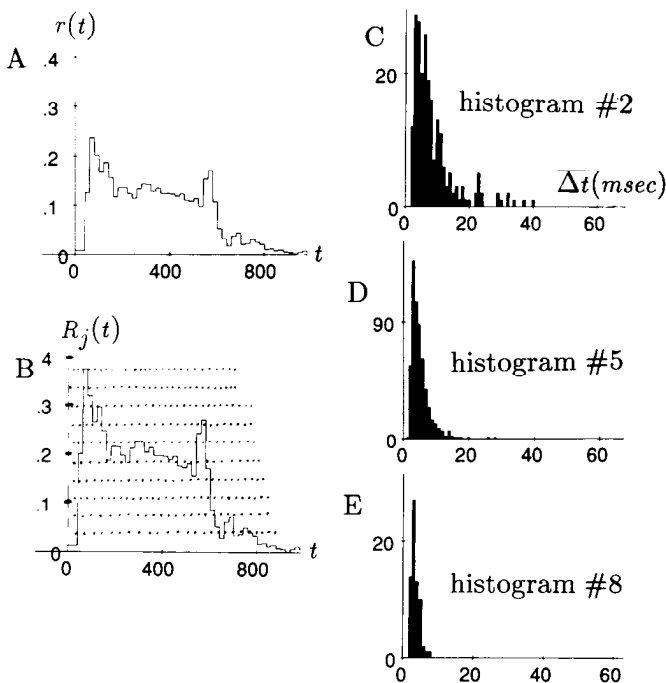 r(t)
A
.4
.3
.2
.1
0
0 400 800 t
R_j(t)
B
.4
.3
.2
.1
0
0 400 800 t
C
20
histogram #2
Δt(msec)
0
0 20 40 60
D
90
histogram #5
0
0 20 40 60
E
20
histogram #8
0
0 20 40 60